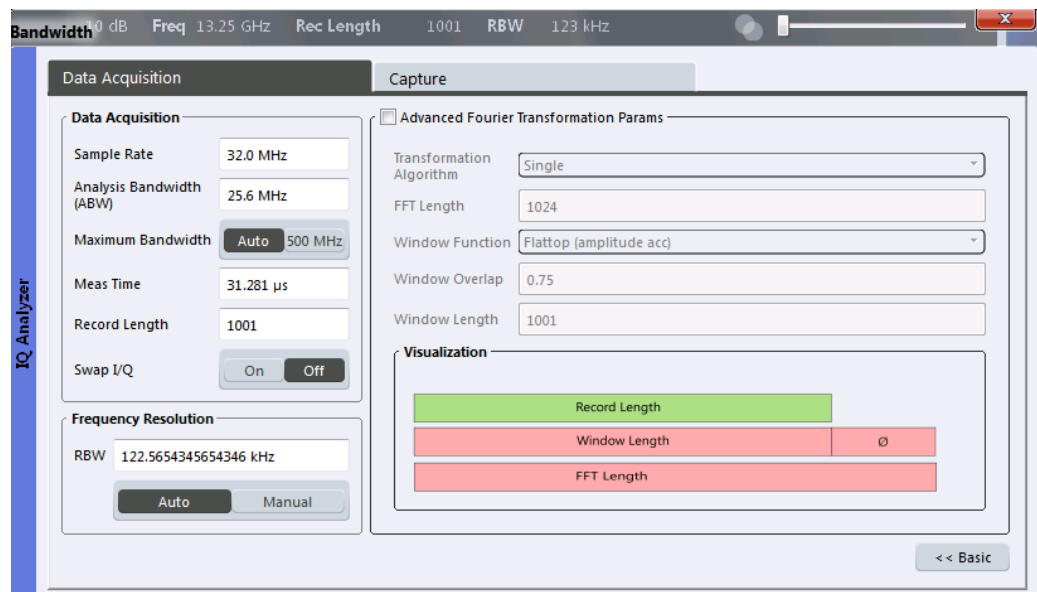 Bandwidth 0 dB Freq 13.25 GHz Rec Length 1001 RBW 123 kHz
x
IQ Analyzer
Data Acquisition
Capture
Data Acquisition
Sample Rate 32.0 MHz
Analysis Bandwidth
(ABW) 25.6 MHz
Maximum Bandwidth Auto 500 MHz
Meas Time 31.281 µs
Record Length 1001
Swap I/Q On Off
Frequency Resolution
RBW 122.5654345654346 kHz
Auto Manual
Advanced Fourier Transformation Params
Transformation
Algorithm Single
FFT Length 1024
Window Function Flattop (amplitude acc)
Window Overlap 0.75
Window Length 1001
Visualization
Record Length
Window Length Ø
FFT Length
<< Basic